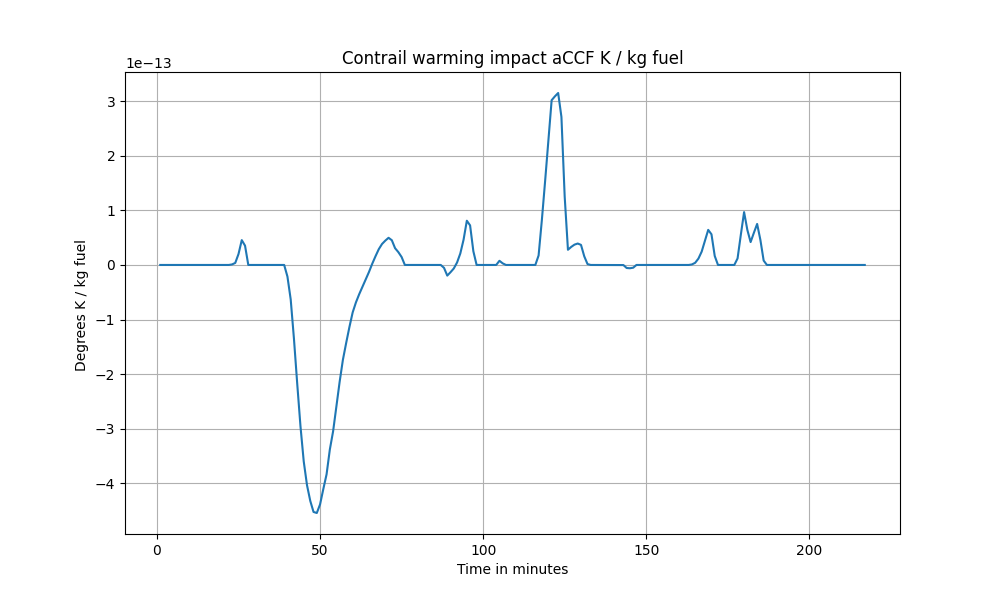 Contrail warming impact aCCF K / kg fuel
1e−13
3
2
1
0
−1
−2
−3
−4
Degrees K / kg fuel
0 50 100 150 200
Time in minutes